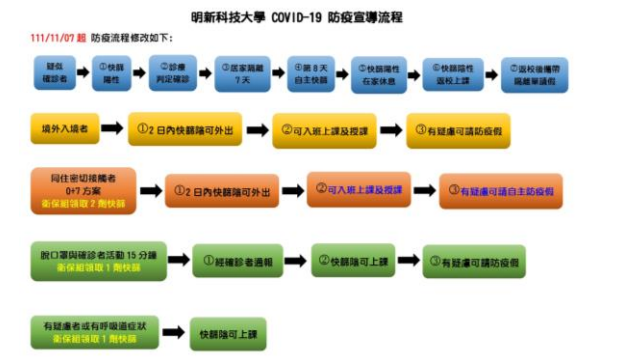 明新科技大學 COVID-19 防疫宣導流程
111/11/07 起 防疫流程修改如下：
疑似
確診者
①快篩
陽性
②診療
判定確診
③居家隔離
7 天
④第 8 天
自主快篩
⑤快篩陽性
在家休息
⑥快篩陰性
返校上課
⑦返校後攜帶
隔離單請假
境外入境者
①2 日內快篩陰可外出
②可入班上課及授課
③有疑慮可請防疫假
同住密切接觸者
0+7 方案
衛保組領取 2 劑快篩
①2 日內快篩陰可外出
②可入班上課及授課
③有疑慮可請自主防疫假
脫口罩與確診者活動 15 分鐘
衛保組領取 1 劑快篩
①經確診者通報
②快篩陰可上課
③有疑慮可請防疫假
有疑慮者或有呼吸道症狀
衛保組領取 1 劑快篩
快篩陰可上課